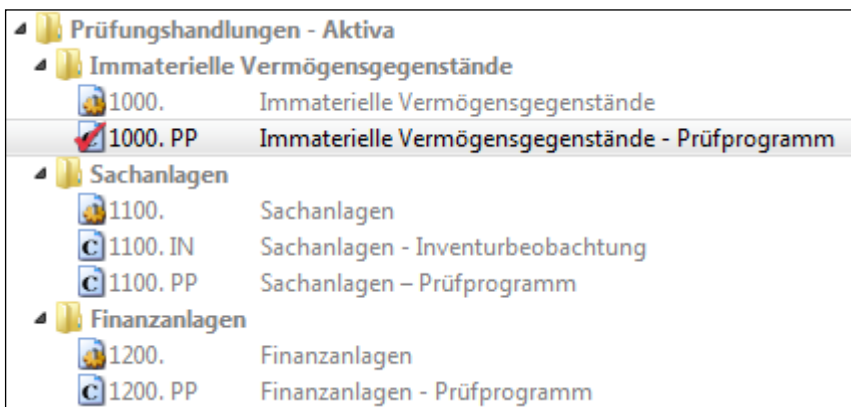 Prüfungshandlungen - Aktiva
Immaterielle Vermögensgegenstände
1000. Immaterielle Vermögensgegenstände
1000. PP Immaterielle Vermögensgegenstände - Prüfprogramm
Sachanlagen
1100. Sachanlagen
C 1100. IN Sachanlagen - Inventurbeobachtung
C 1100. PP Sachanlagen – Prüfprogramm
Finanzanlagen
1200. Finanzanlagen
C 1200. PP Finanzanlagen - Prüfprogramm